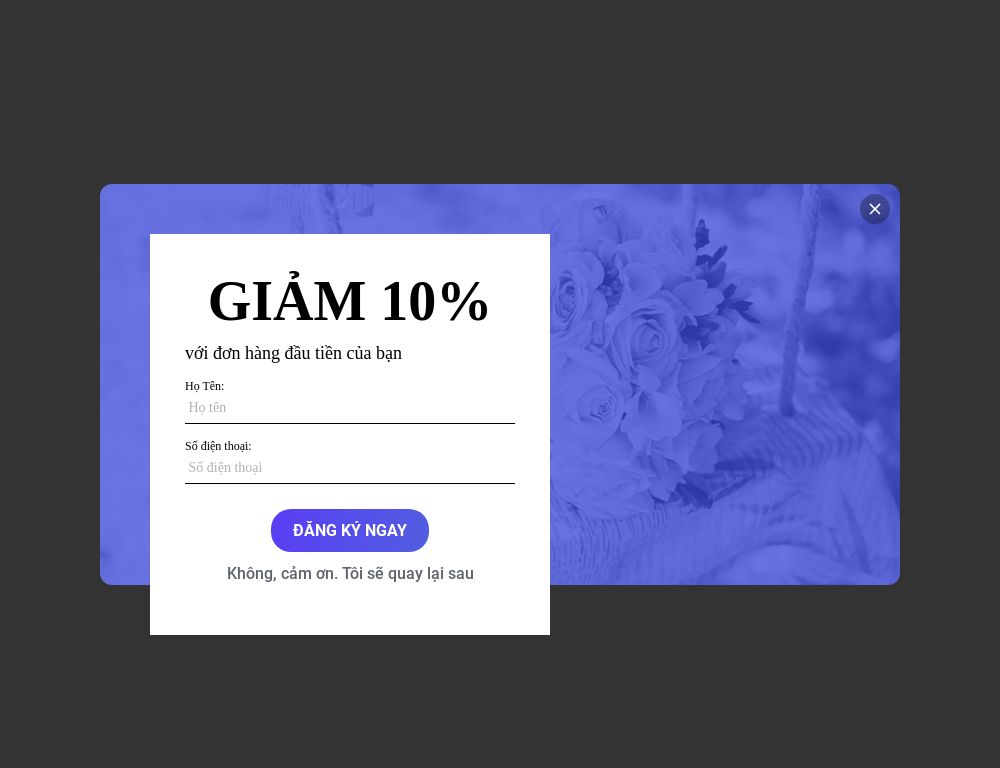 GIẢM 10%
với đơn hàng đầu tiền của bạn
Họ Tên:
Họ tên
Số điện thoại:
Số điện thoại
ĐĂNG KÝ NGAY
Không, cảm ơn. Tôi sẽ quay lại sau